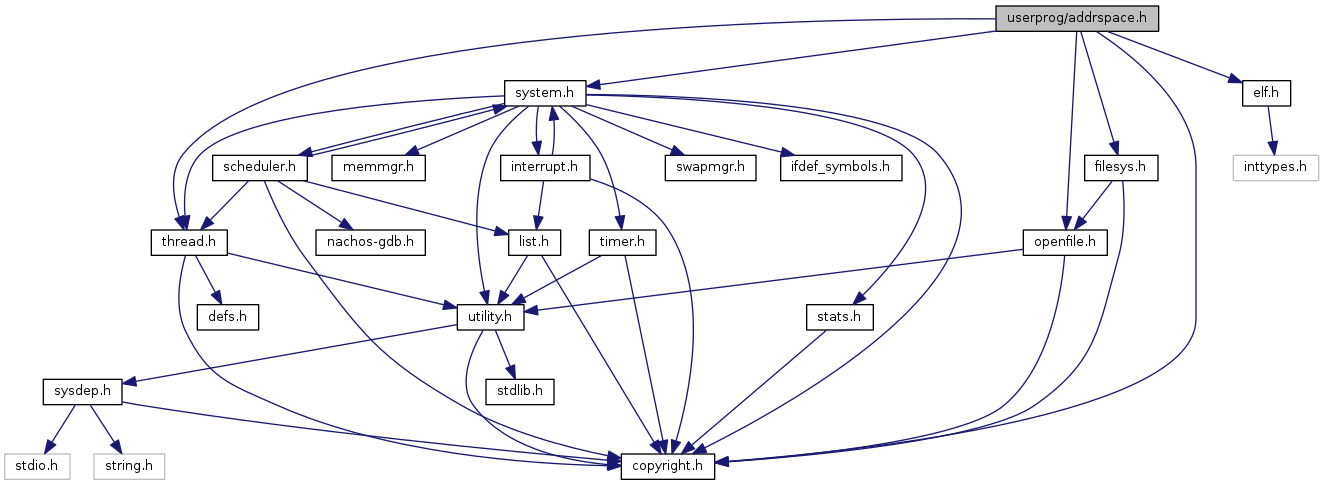 userprog/addrspace.h
system.h
elf.h
scheduler.h
memmgr.h
interrupt.h
swapmgr.h
ifdef_symbols.h
filesys.h
inttypes.h
thread.h
nachos-gdb.h
list.h
timer.h
openfile.h
defs.h
utility.h
stats.h
sysdep.h
stdlib.h
stdio.h
string.h
copyright.h